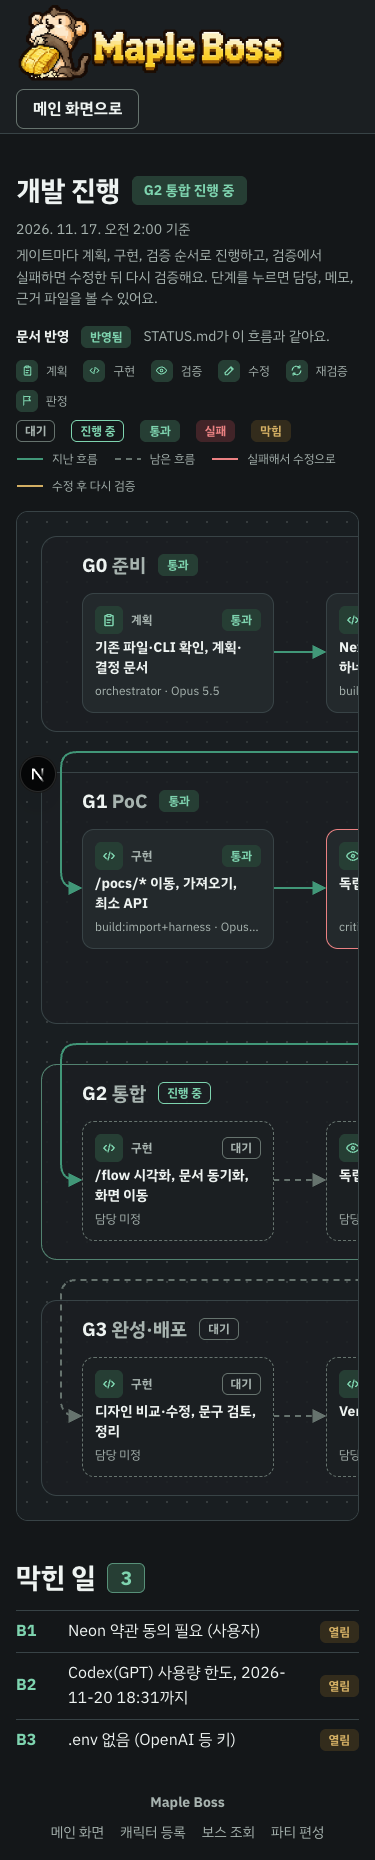 Maple Boss
메인 화면으로
개발 진행 G2 통합 진행 중
2026. 11. 17. 오전 2:00 기준
게이트마다 계획, 구현, 검증 순서로 진행하고, 검증에서
실패하면 수정한 뒤 다시 검증해요. 단계를 누르면 담당, 메모,
근거 파일을 볼 수 있어요.
문서 반영 반영됨 STATUS.md가 이 흐름과 같아요.
계획 구현 검증 수정 재검증
판정
대기 진행 중 통과 실패 막힘
지난 흐름 남은 흐름 실패해서 수정으로
수정 후 다시 검증
G0 준비 통과
계획 통과
기존 파일·CLI 확인, 계획·
결정 문서
orchestrator · Opus 5.5
N
G1 PoC 통과
구현 통과
/pocs/* 이동, 가져오기,
최소 API
build:import+harness · Opus...
G2 통합 진행 중
구현 대기
/flow 시각화, 문서 동기화,
화면 이동
담당 미정
G3 완성·배포 대기
구현 대기
디자인 비교·수정, 문구 검토,
정리
담당 미정
막힌 일 3
B1 Neon 약관 동의 필요 (사용자) 열림
B2 Codex(GPT) 사용량 한도, 2026-
11-20 18:31까지 열림
B3 .env 없음 (OpenAI 등 키) 열림
Maple Boss
메인 화면 캐릭터 등록 보스 조회 파티 편성